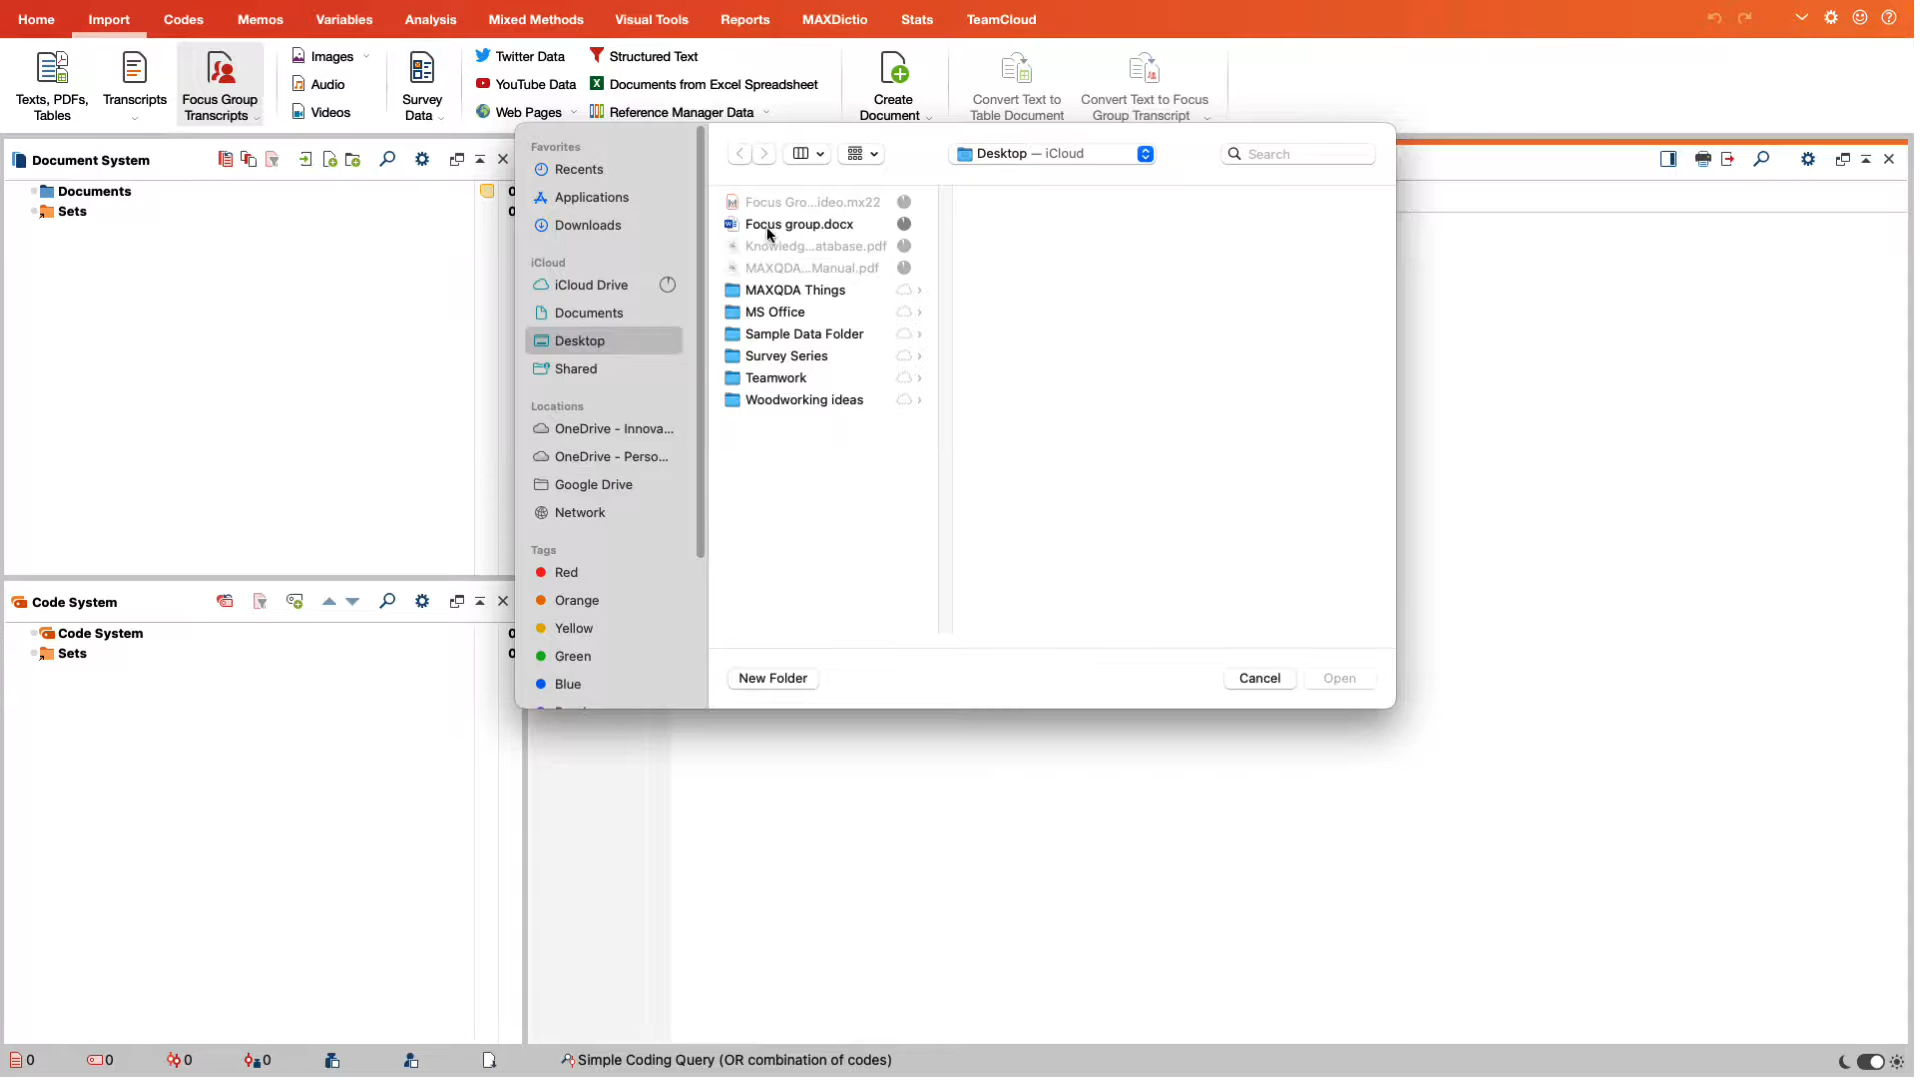 Home Import Codes Memos Variables Analysis Mixed Methods Visual Tools Reports MAXDictio Stats TeamCloud
Texts, PDFs,
Tables
Transcripts
Focus Group
Transcripts
Images
Audio
Videos
Survey
Data
Twitter Data
YouTube Data
Web Pages
Structured Text
Documents from Excel Spreadsheet
Reference Manager Data
Create
Document
Convert Text to
Table Document
Convert Text to Focus
Group Transcript
Document System
Documents 0
Sets 0
Code System
Code System 0
Sets 0
Favorites
Recents
Applications
Downloads
iCloud
iCloud Drive
Documents
Desktop
Shared
Locations
OneDrive - Innova...
OneDrive - Perso...
Google Drive
Network
Tags
Red
Orange
Yellow
Green
Blue
Desktop — iCloud
Search
Focus Gro...ideo.mx22
Focus group.docx
Knowledg...atabase.pdf
MAXQDA...Manual.pdf
MAXQDA Things
MS Office
Sample Data Folder
Survey Series
Teamwork
Woodworking ideas
New Folder
Cancel
Open
0 0 0 0
Simple Coding Query (OR combination of codes)